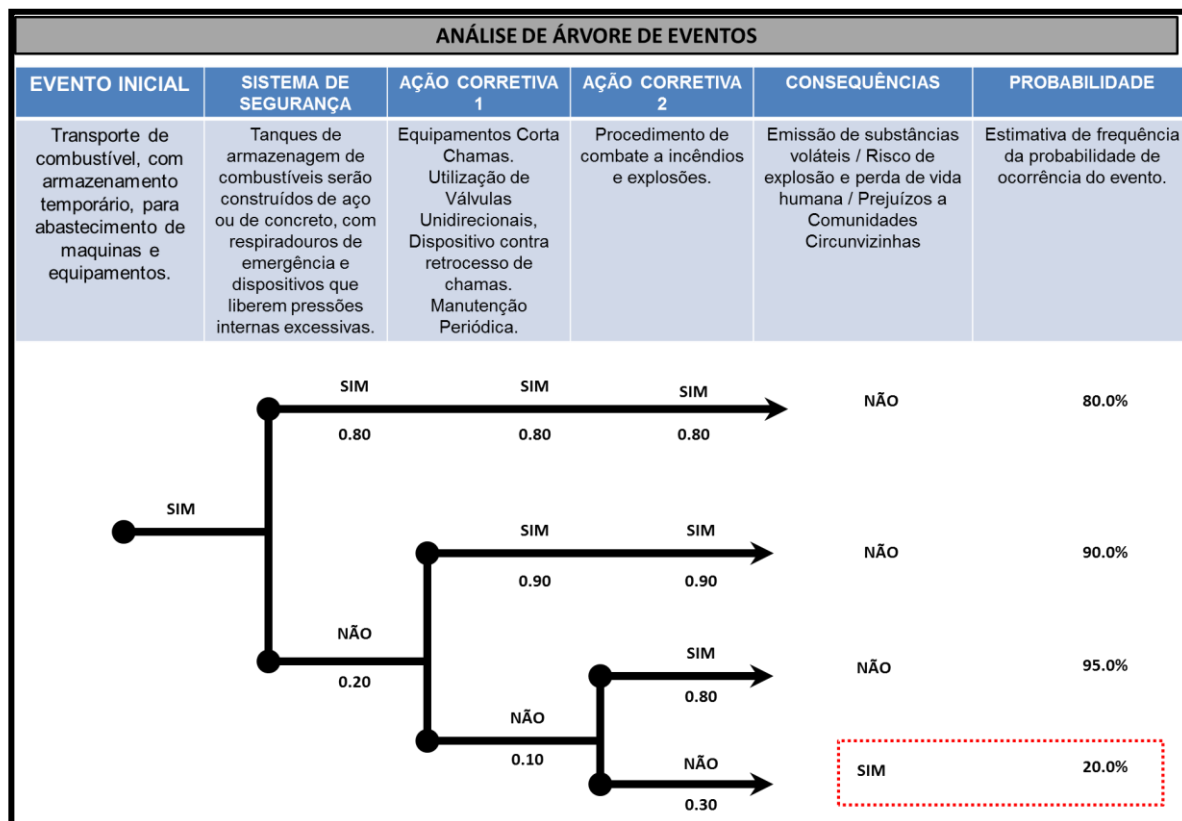 ANÁLISE DE ÁRVORE DE EVENTOS
EVENTO INICIAL
SISTEMA DE
SEGURANÇA
AÇÃO CORRETIVA
1
AÇÃO CORRETIVA
2
CONSEQUÊNCIAS
PROBABILIDADE
Transporte de
combustível, com
armazenamento
temporário, para
abastecimento de
maquinas e
equipamentos.
Tanques de
armazenagem de
combustíveis serão
construídos de aço
ou de concreto, com
respiradouros de
emergência e
dispositivos que
liberem pressões
internas excessivas.
Equipamentos Corta
Chamas.
Utilização de
Válvulas
Unidirecionais,
Dispositivo contra
retrocesso de
chamas.
Manutenção
Periódica.
Procedimento de
combate a incêndios
e explosões.
Emissão de substâncias
voláteis / Risco de
explosão e perda de vida
humana / Prejuízos a
Comunidades
Circunvizinhas
Estimativa de frequência
da probabilidade de
ocorrência do evento.
SIM SIM SIM NÃO 80.0%
0.80 0.80 0.80
SIM
SIM SIM NÃO 90.0%
0.90 0.90
NÃO SIM NÃO 95.0%
0.20 0.80
NÃO NÃO SIM 20.0%
0.10 0.30